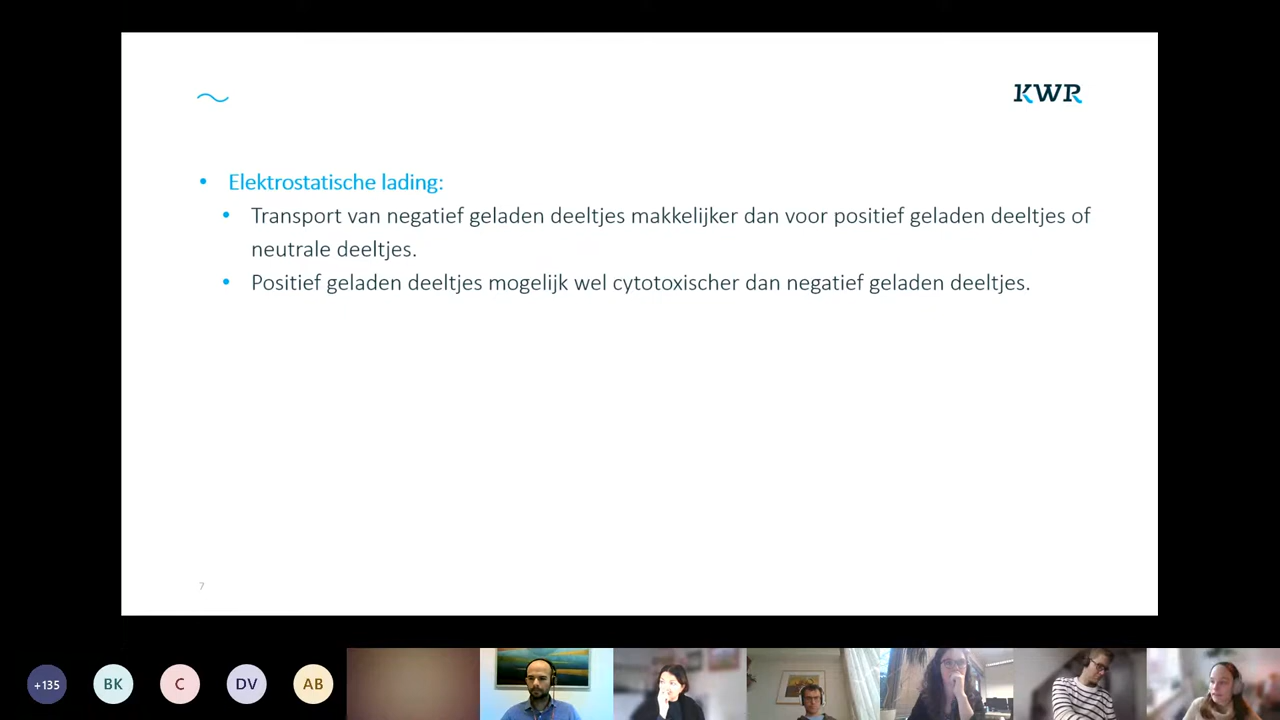 KWR
Elektrostatische lading:
Transport van negatief geladen deeltjes makkelijker dan voor positief geladen deeltjes of
neutrale deeltjes.
Positief geladen deeltjes mogelijk wel cytotoxischer dan negatief geladen deeltjes.
7
+135
BK
C
DV
AB